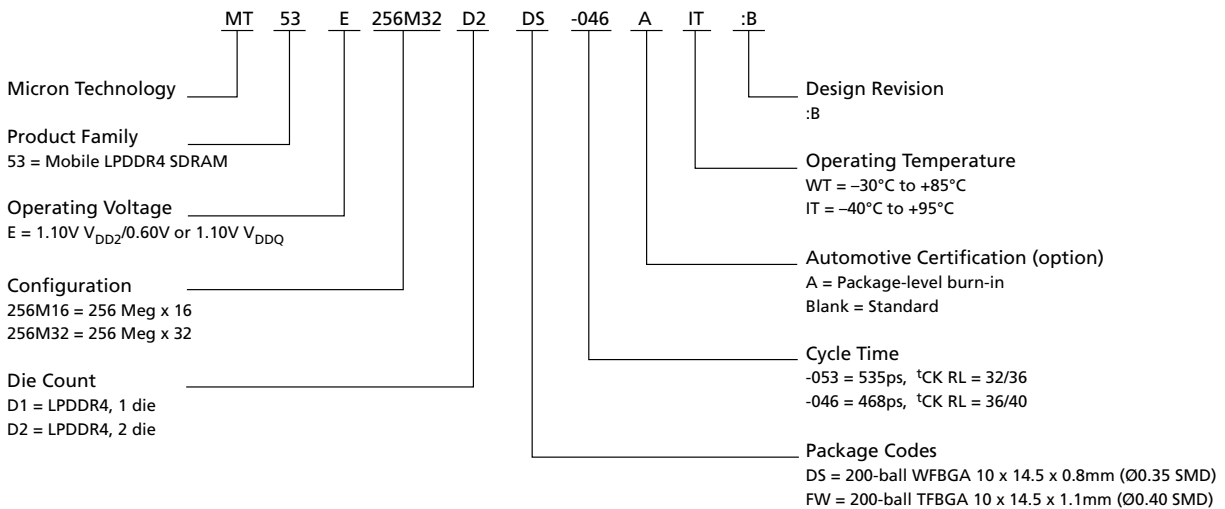 MT 53 E 256M32 D2 DS -046 A IT :B
Micron Technology
Product Family
53 = Mobile LPDDR4 SDRAM
Operating Voltage
E = 1.10V VDD2/0.60V or 1.10V VDDQ
Configuration
256M16 = 256 Meg x 16
256M32 = 256 Meg x 32
Die Count
D1 = LPDDR4, 1 die
D2 = LPDDR4, 2 die
Design Revision
:B
Operating Temperature
WT = –30°C to +85°C
IT = –40°C to +95°C
Automotive Certification (option)
A = Package-level burn-in
Blank = Standard
Cycle Time
-053 = 535ps, tCK RL = 32/36
-046 = 468ps, tCK RL = 36/40
Package Codes
DS = 200-ball WFBGA 10 x 14.5 x 0.8mm (Ø0.35 SMD)
FW = 200-ball TFBGA 10 x 14.5 x 1.1mm (Ø0.40 SMD)